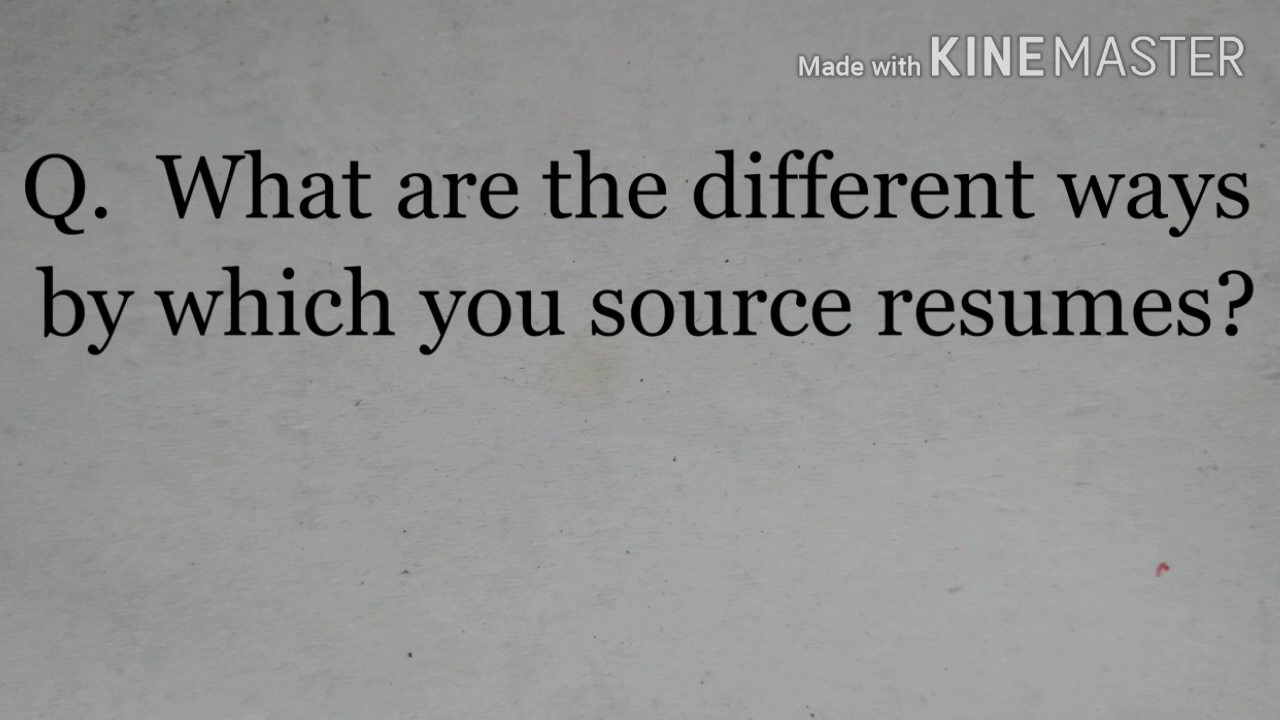 Made with KINEMASTER
Q. What are the different ways
by which you source resumes?